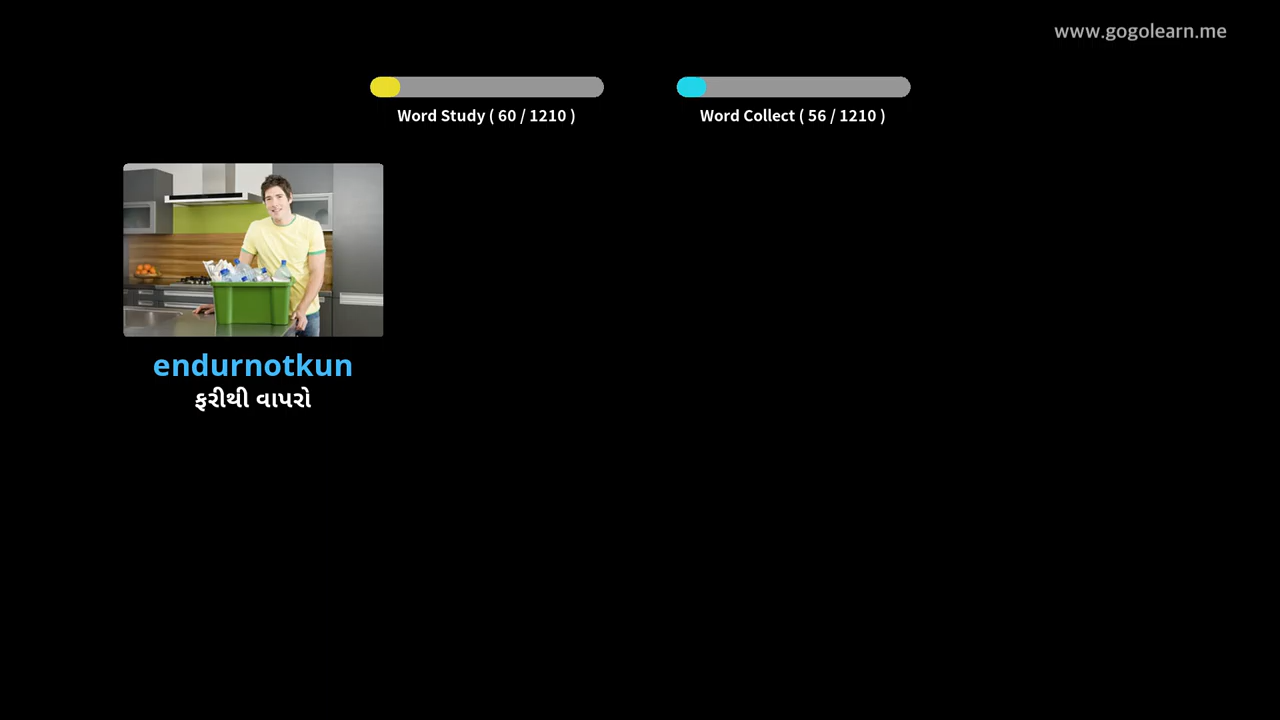 www.gogolearn.me
Word Study ( 60 / 1210 )
Word Collect ( 56 / 1210 )
endurnotkun
ફરીથી વાપરો